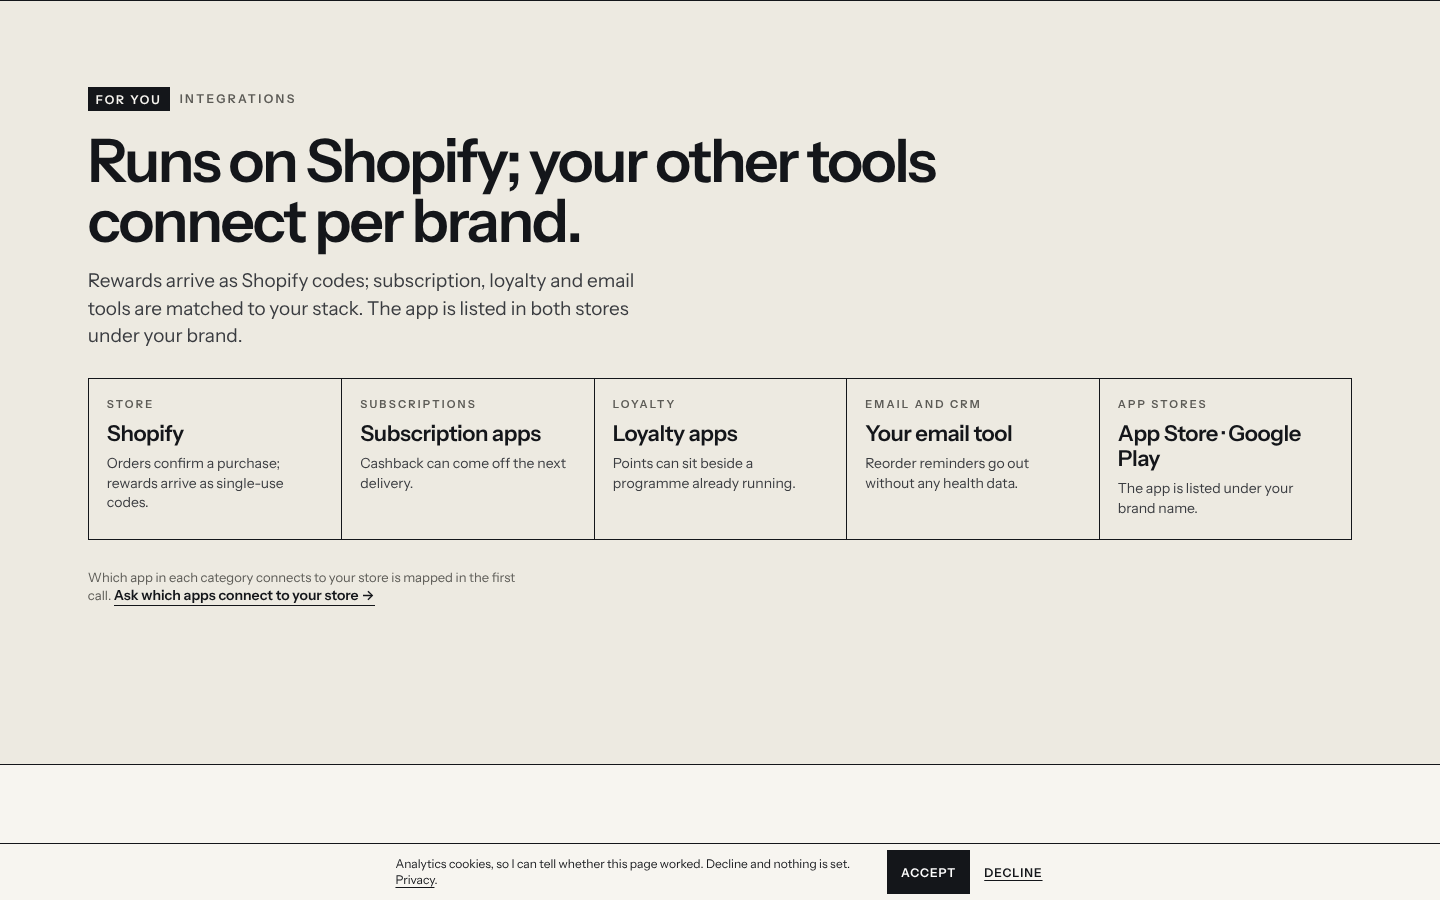 FOR YOU INTEGRATIONS
Runs on Shopify; your other tools
connect per brand.
Rewards arrive as Shopify codes; subscription, loyalty and email
tools are matched to your stack. The app is listed in both stores
under your brand.
STORE
Shopify
Orders confirm a purchase;
rewards arrive as single-use
codes.
SUBSCRIPTIONS
Subscription apps
Cashback can come off the next
delivery.
LOYALTY
Loyalty apps
Points can sit beside a
programme already running.
EMAIL AND CRM
Your email tool
Reorder reminders go out
without any health data.
APP STORES
App Store · Google
Play
The app is listed under your
brand name.
Which app in each category connects to your store is mapped in the first
call. Ask which apps connect to your store →
Analytics cookies, so I can tell whether this page worked. Decline and nothing is set.
Privacy.
ACCEPT
DECLINE